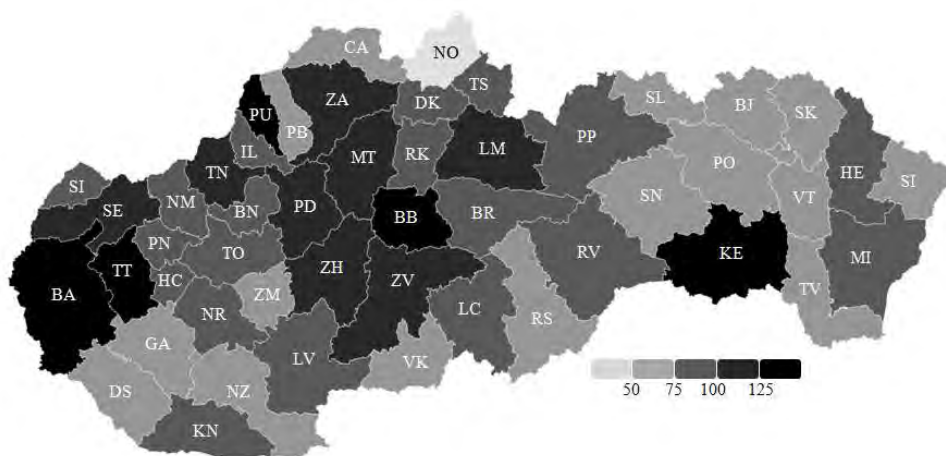 CA
NO
ZA
DK
TS
PU
PB
SL
BJ
SK
IL
MT
RK
LM
PP
HE
TN
PO
SI
SI
NM
SN
VT
SE
BN
PD
BB
BR
PN
TO
RV
KE
MI
TT
ZH
ZV
BA
HC
ZM
TV
NR
LC
RS
GA
LV
VK
DS
NZ
KN
50 75 100 125